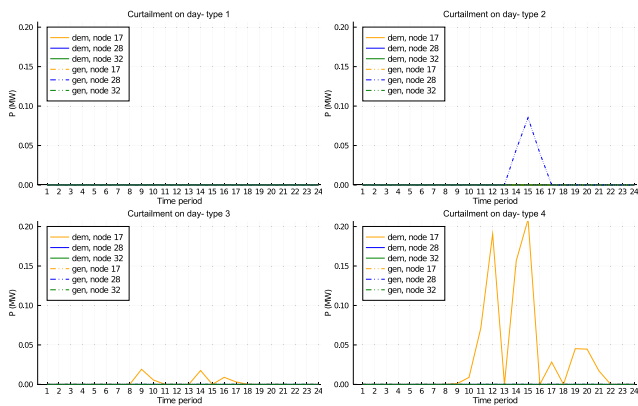 Curtailment on day- type 1
0.20
0.15
0.10
0.05
0.00
P (MW)
dem, node 17
dem, node 28
dem, node 32
gen, node 17
gen, node 28
gen, node 32
1 2 3 4 5 6 7 8 9 10 11 12 13 14 15 16 17 18 19 20 21 22 23 24
Time period
Curtailment on day- type 2
0.20
0.15
0.10
0.05
0.00
P (MW)
dem, node 17
dem, node 28
dem, node 32
gen, node 17
gen, node 28
gen, node 32
1 2 3 4 5 6 7 8 9 10 11 12 13 14 15 16 17 18 19 20 21 22 23 24
Time period
Curtailment on day- type 3
0.20
0.15
0.10
0.05
0.00
P (MW)
dem, node 17
dem, node 28
dem, node 32
gen, node 17
gen, node 28
gen, node 32
1 2 3 4 5 6 7 8 9 10 11 12 13 14 15 16 17 18 19 20 21 22 23 24
Time period
Curtailment on day- type 4
0.20
0.15
0.10
0.05
0.00
P (MW)
dem, node 17
dem, node 28
dem, node 32
gen, node 17
gen, node 28
gen, node 32
1 2 3 4 5 6 7 8 9 10 11 12 13 14 15 16 17 18 19 20 21 22 23 24
Time period